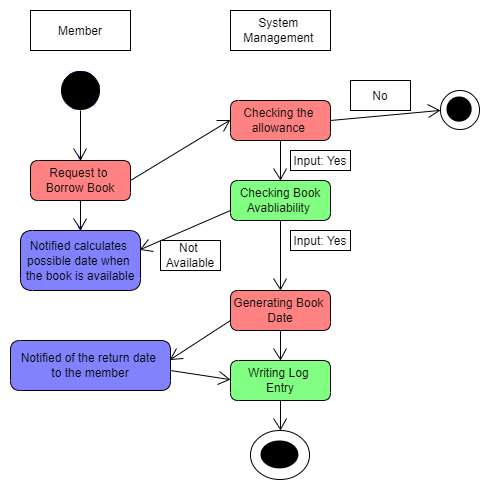 Member
System
Management
No
Checking the
allowance
Input: Yes
Request to
Borrow Book
Checking Book
Avabliability
Notified calculates
possible date when
the book is available
Not
Available
Input: Yes
Generating Book
Date
Notified of the return date
to the member
Writing Log
Entry